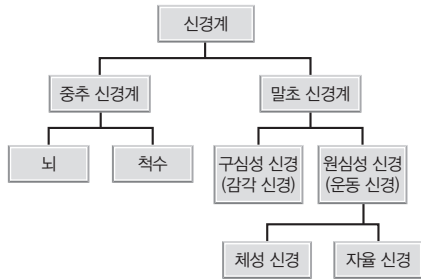 신경계
중추 신경계
말초 신경계
뇌
척수
구심성 신경
(감각 신경)
원심성 신경
(운동 신경)
체성 신경
자율 신경